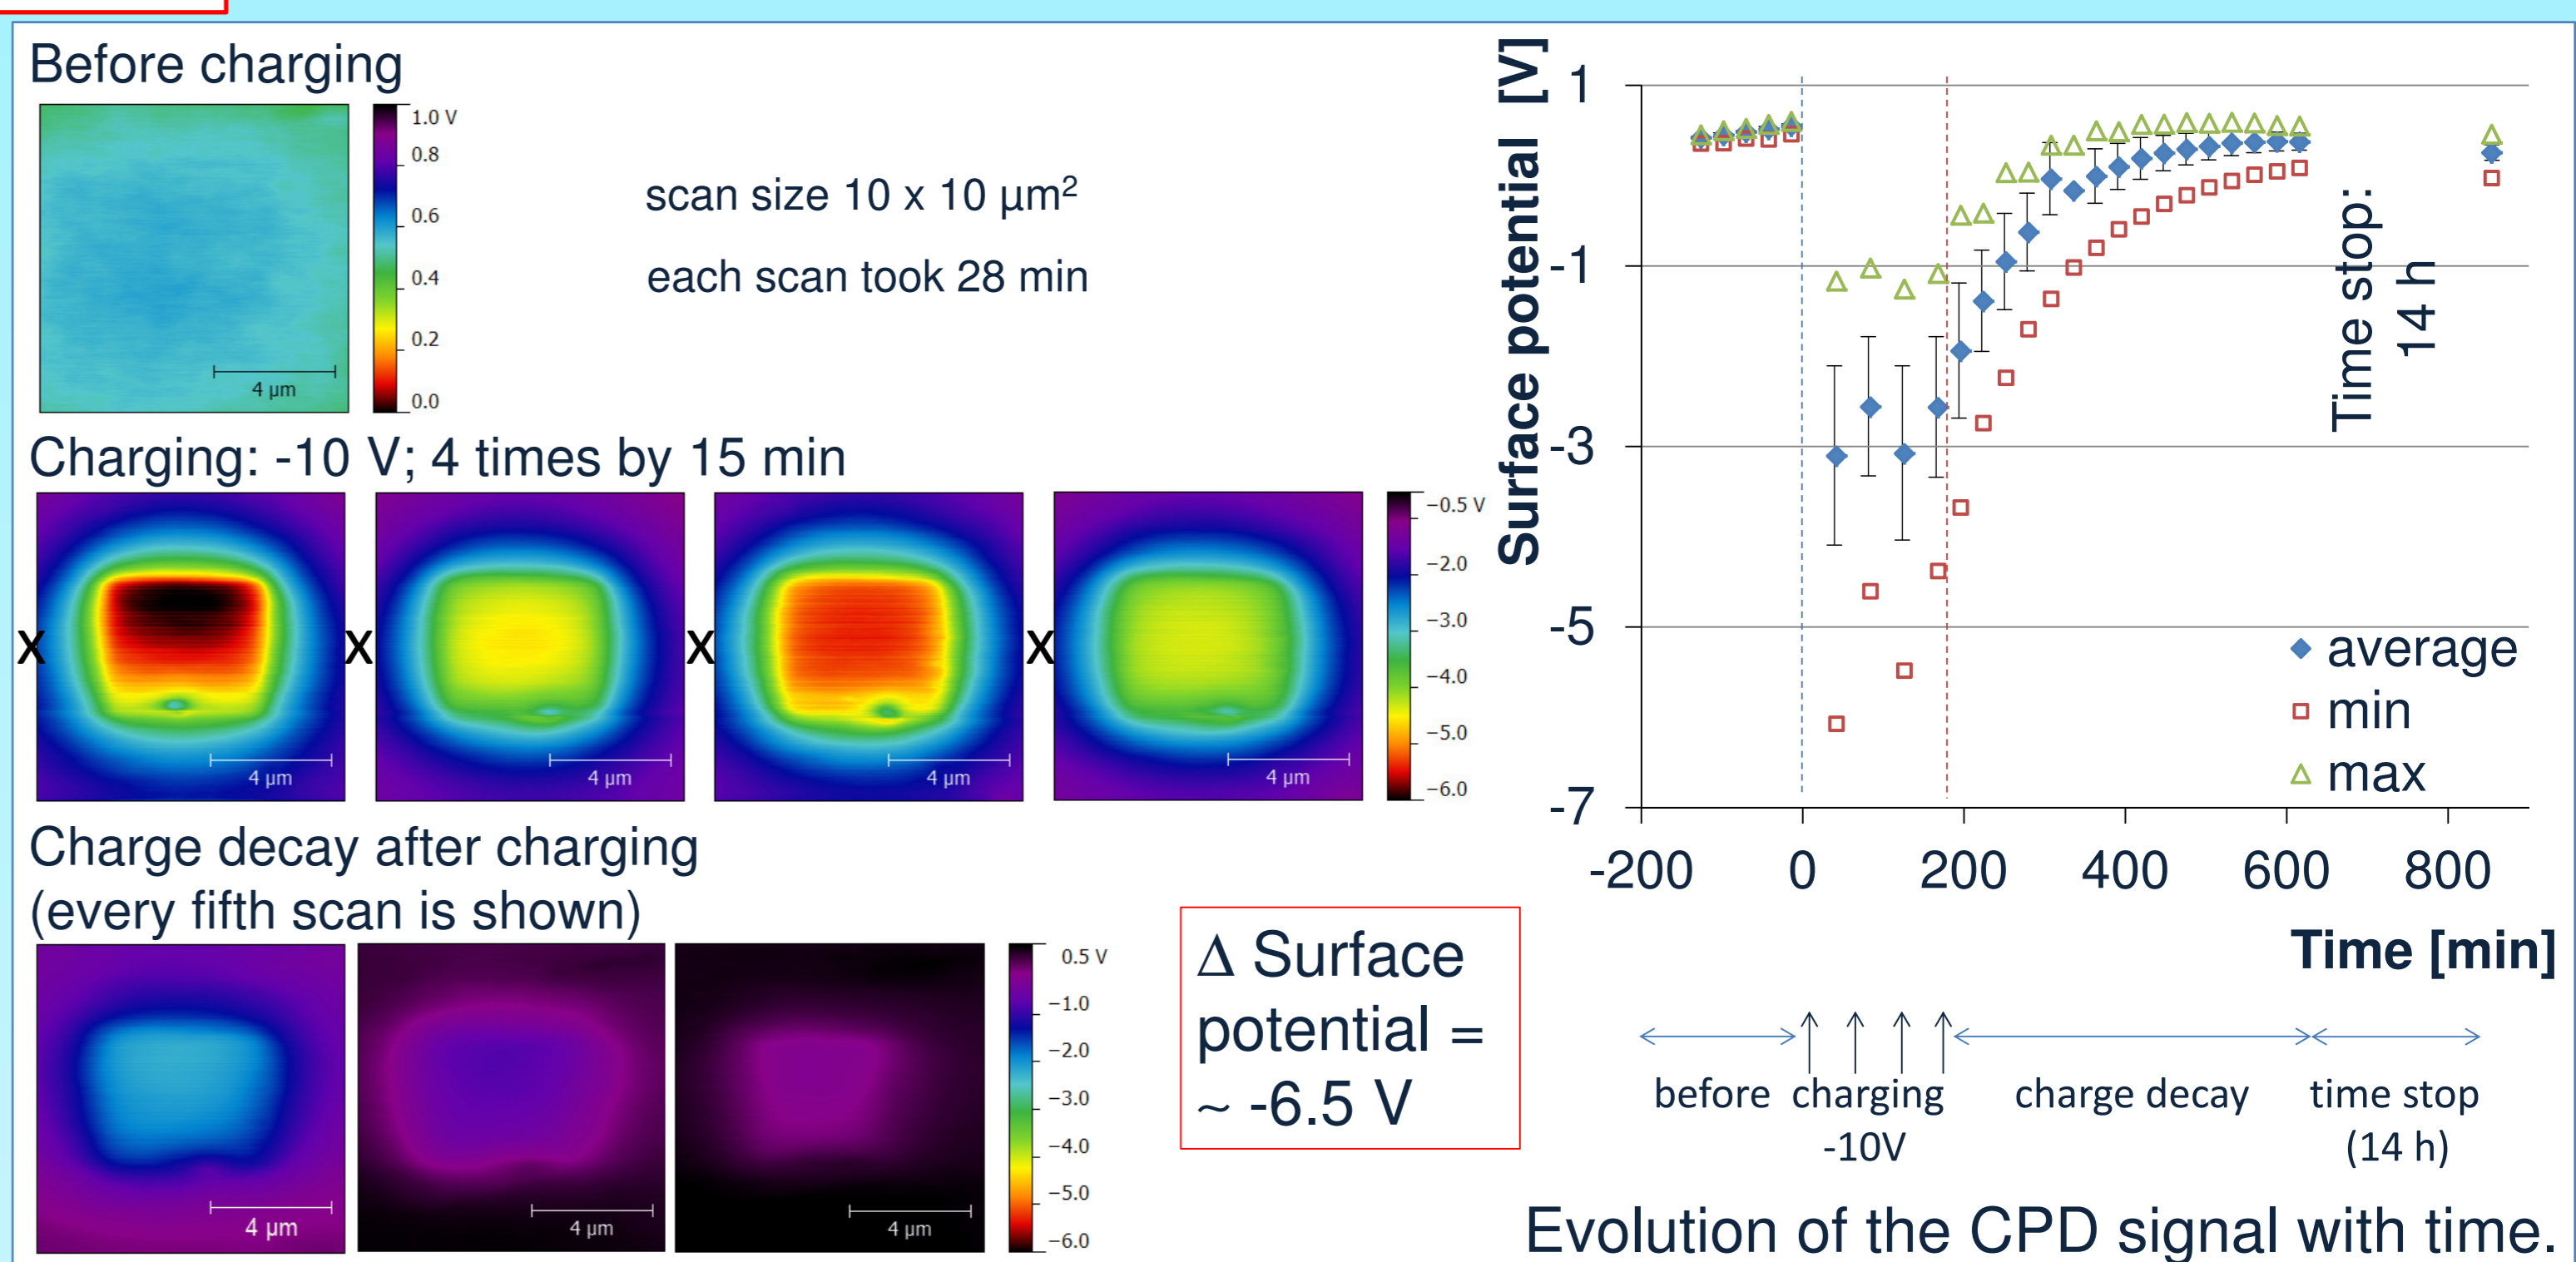 Before charging
1.0 V
0.8
0.6
0.4
0.2
0.0
4 µm
scan size 10 x 10 µm²
each scan took 28 min
Charging: -10 V; 4 times by 15 min
X
4 µm
X
4 µm
X
4 µm
X
4 µm
−0.5 V
−2.0
−3.0
−4.0
−5.0
−6.0
Charge decay after charging
(every fifth scan is shown)
4 µm
4 µm
4 µm
0.5 V
−1.0
−2.0
−3.0
−4.0
−5.0
−6.0
Δ Surface
potential =
~ -6.5 V
Surface potential [V]
1
-1
-3
-5
-7
-200
0
200
400
600
800
Time [min]
Time stop:
14 h
average
min
max
before
charging
-10V
charge decay
time stop
(14 h)
Evolution of the CPD signal with time.